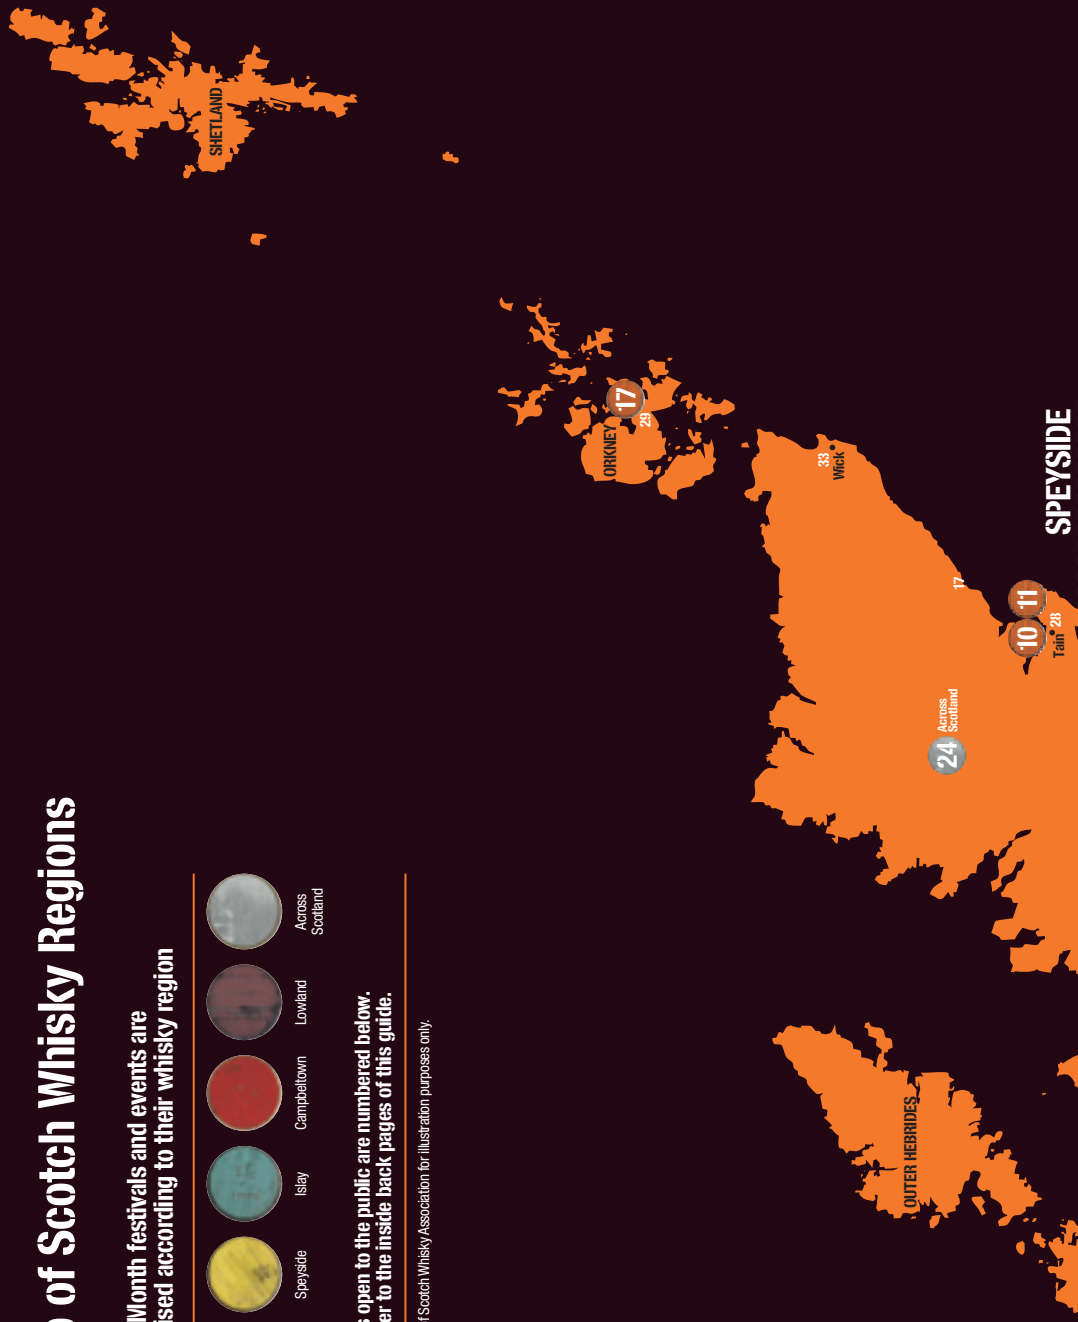 of Scotch Whisky Regions
Month festivals and events are
according to their whisky region
Speyside
Islay
Campbeltown
Lowland
Across
Scotland
open to the public are numbered below.
to the inside back pages of this guide.
Scotch Whisky Association for illustration purposes only.
SHETLAND
ORKNEY
17
29
33
Wick
17
SPEYSIDE
10
11
28
Tain
24
Across
Scotland
OUTER HEBRIDES